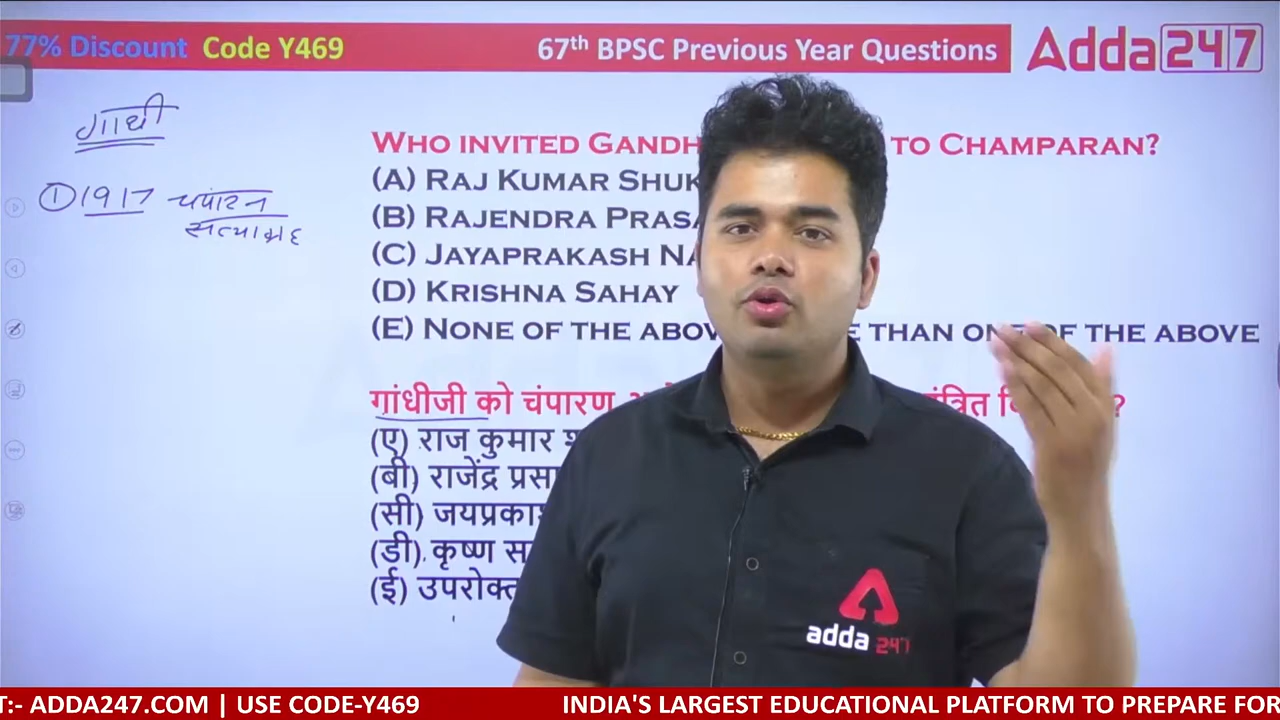 77% Discount Code Y469
67th BPSC Previous Year Questions
Adda247
गाधी
① 1917 चंपारन
सत्याग्रह
WHO INVITED GANDH TO CHAMPARAN?
(A) RAJ KUMAR SHUK
(B) RAJENDRA PRASA
(C) JAYAPRAKASH NA
(D) KRISHNA SAHAY
(E) NONE OF THE ABOV E THAN ONE OF THE ABOVE
गांधीजी को चंपारण ?
(ए) राज कुमार
(बी) राजेंद्र प्रसा
(सी) जयप्रकाश
(डी) कृष्ण स
(ई) उपरोक्त
adda 247
T:- ADDA247.COM | USE CODE-Y469 INDIA'S LARGEST EDUCATIONAL PLATFORM TO PREPARE FOR